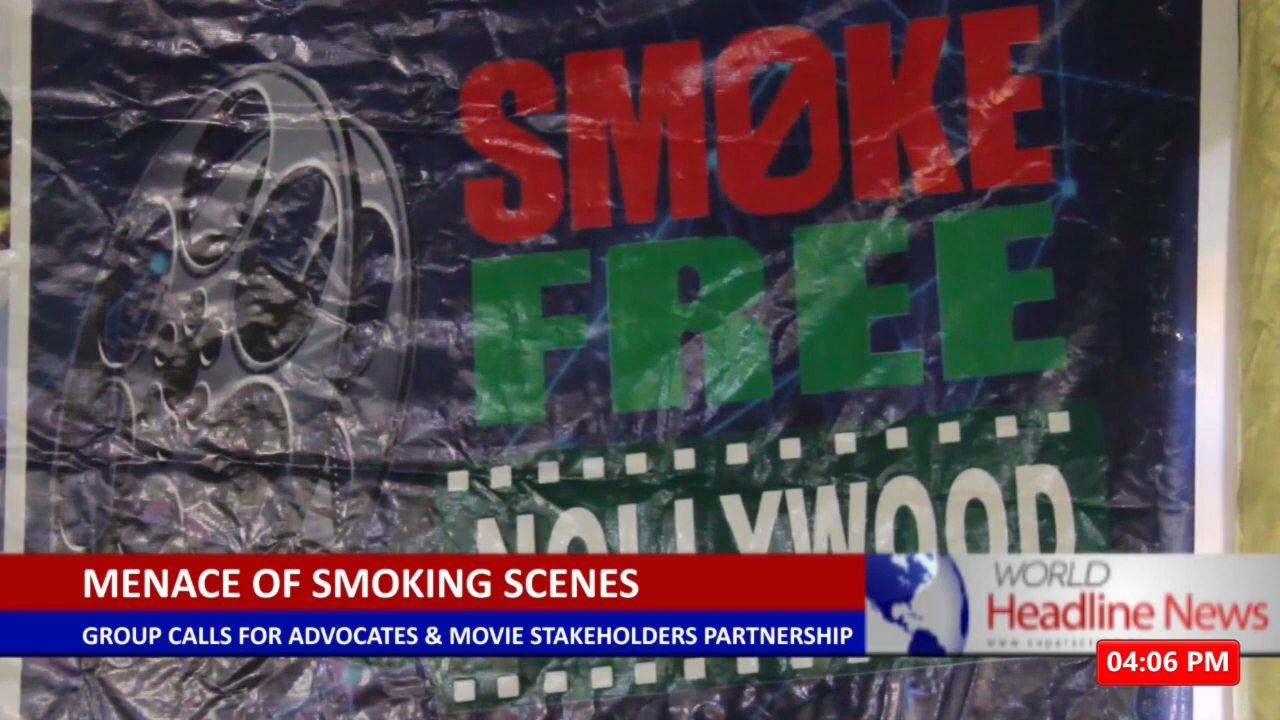 SMØKE
FREE
NOLLYWOOD
MENACE OF SMOKING SCENES
GROUP CALLS FOR ADVOCATES & MOVIE STAKEHOLDERS PARTNERSHIP
WORLD
Headline News
04:06 PM